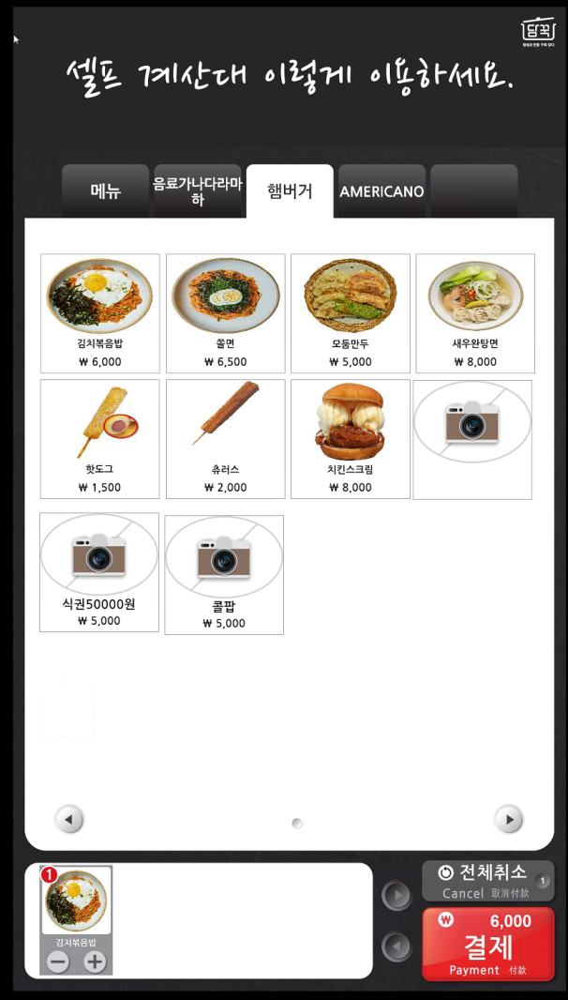 담꾹
셀프 계산대 이렇게 이용하세요.
메뉴
음료가나다라마
하
햄버거
AMERICANO
김치볶음밥
₩ 6,000
쫄면
₩ 6,500
모둠만두
₩ 5,000
새우완탕면
₩ 8,000
핫도그
₩ 1,500
츄러스
₩ 2,000
치킨스크림
₩ 8,000
식권50000원
₩ 5,000
콜팝
₩ 5,000
1
김치볶음밥
전체취소
1
Cancel 取消付款
₩ 6,000
결제
Payment 付款